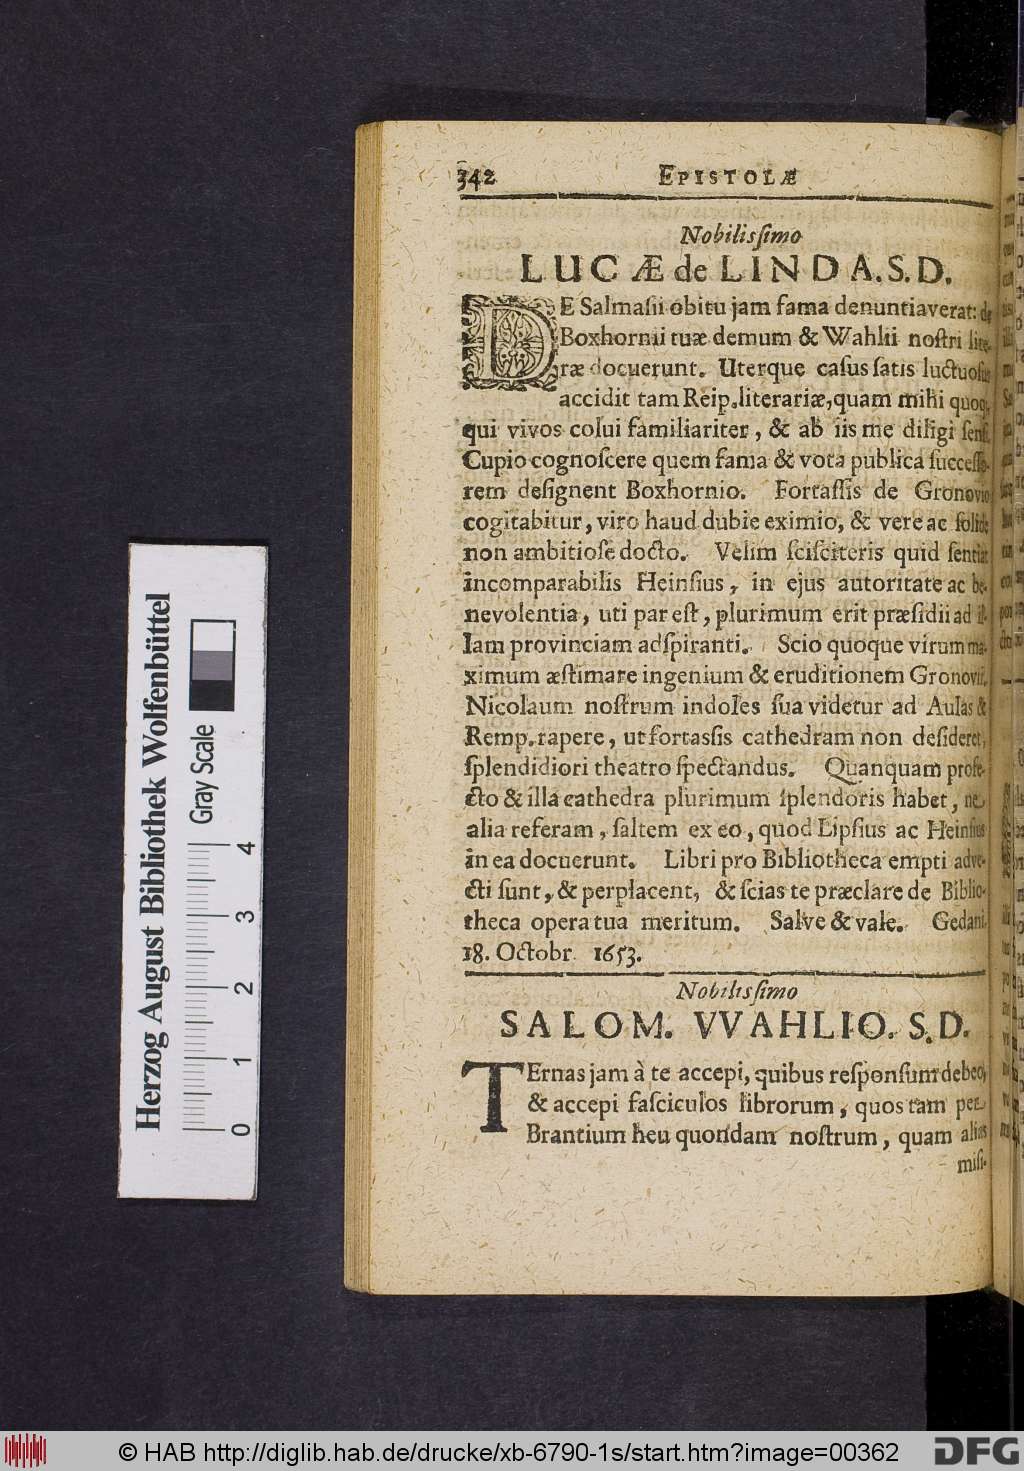 342 EPISTOLÆ
Nobilissimo
LUCÆ de LINDA. S. D.
DE Salmasii obitu jam fama denuntiaverat: de
Boxhornii tuæ demum & Wahlii nostri lite-
ræ docuerunt. Uterque casus satis luctuosus
accidit tam Reip. literariæ, quam mihi quoq;
qui vivos colui familiariter, & ab iis me diligi sensi.
Cupio cognoscere quem fama & vota publica successo-
rem designent Boxhornio. Fortassis de Gronovio
cogitabitur, viro haud dubie eximio, & vere ac solide
non ambitiose docto. Velim scisciteris quid sentiat
incomparabilis Heinsius, in ejus autoritate ac be-
nevolentia, uti par est, plurimum erit præsidii ad il-
lam provinciam adspiranti. Scio quoque virum ma-
ximum æstimare ingenium & eruditionem Gronovii.
Nicolaum nostrum indoles sua videtur ad Aulas &
Remp. rapere, ut fortassis cathedram non desideret,
splendidiori theatro spectandus. Quanquam profe-
cto & illa cathedra plurimum splendoris habet, ne
alia referam, saltem ex eo, quod Lipsius ac Heinsius
in ea docuerunt. Libri pro Bibliotheca empti adve-
cti sunt, & perplacent, & scias te præclare de Biblio-
theca opera tua meritum. Salve & vale. Gedani.
18. Octobr. 1653.
Nobilissimo
SALOM. VVAHLIO. S. D.
TErnas jam à te accepi, quibus responsum debeo,
& accepi fasciculos librorum, quos tam per
Brantium heu quondam nostrum, quam alias
misi-
Herzog August Bibliothek Wolfenbüttel
Gray Scale
0 1 2 3 4
© HAB http://diglib.hab.de/drucke/xb-6790-1s/start.htm?image=00362
DFG